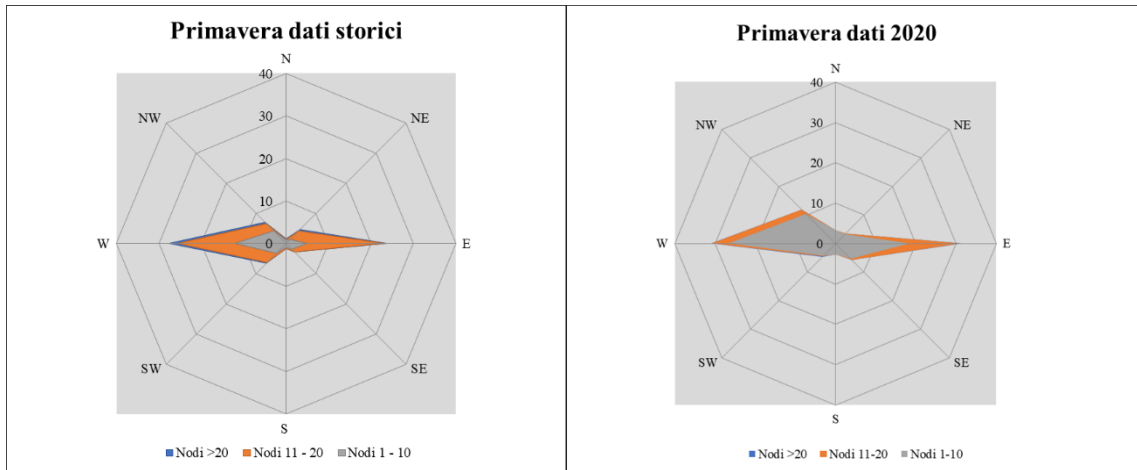 Primavera dati storici
N
40
NW
NE
30
20
10
W
0
E
SW
SE
S
Nodi >20 Nodi 11 - 20 Nodi 1 - 10
Primavera dati 2020
N
40
NW
NE
30
20
10
W
0
E
SW
SE
S
Nodi >20 Nodi 11-20 Nodi 1-10